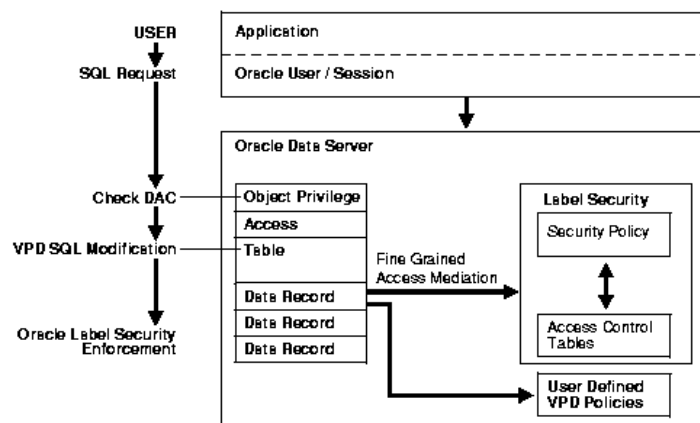 USER
SQL Request
Check DAC
VPD SQL Modification
Oracle Label Security
Enforcement
Application
Oracle User / Session
Oracle Data Server
Object Privilege
Access
Table
Data Record
Data Record
Data Record
Fine Grained
Access Mediation
Label Security
Security Policy
Access Control
Tables
User Defined
VPD Policies